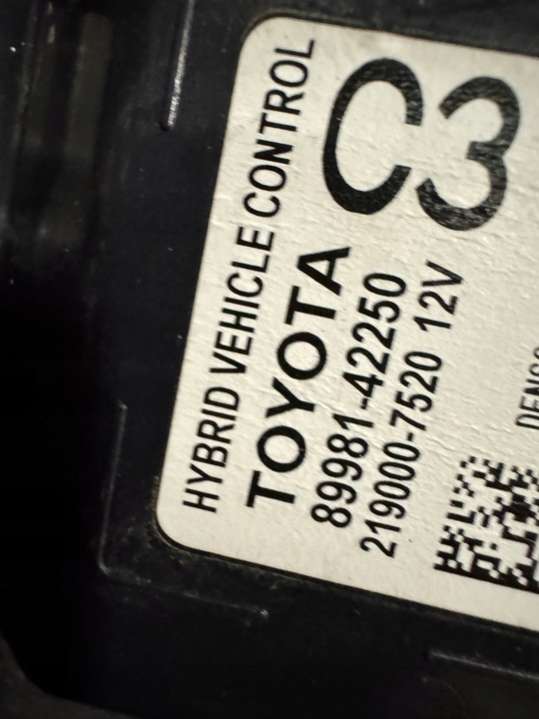 HYBRID VEHICLE CONTROL
TOYOTA
89981-42250
219000-7520 12V
C3